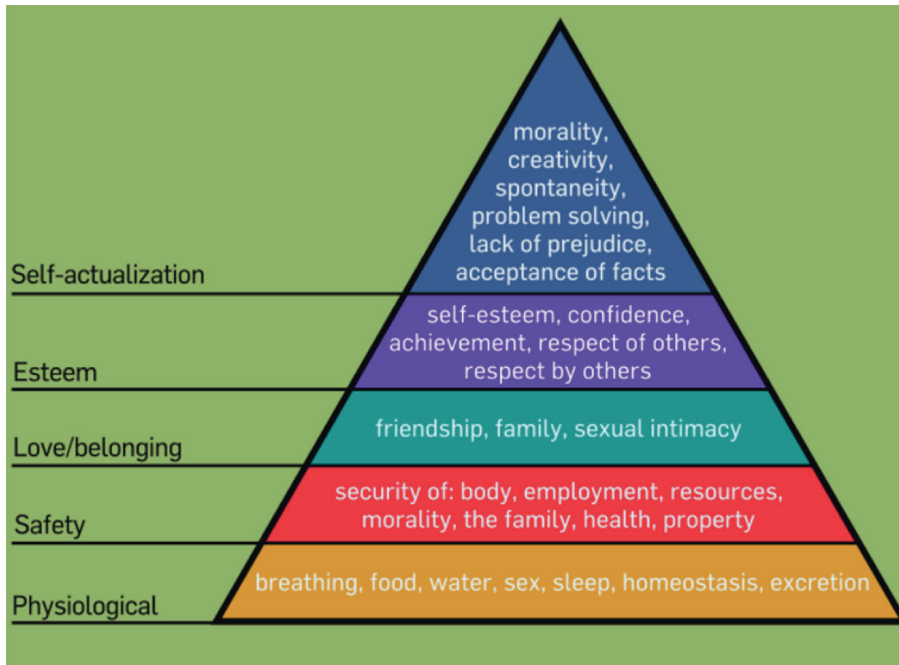 morality,
creativity,
spontaneity,
problem solving,
lack of prejudice,
acceptance of facts
Self-actualization
self-esteem, confidence,
achievement, respect of others,
respect by others
Esteem
friendship, family, sexual intimacy
Love/belonging
security of: body, employment, resources,
morality, the family, health, property
Safety
breathing, food, water, sex, sleep, homeostasis, excretion
Physiological